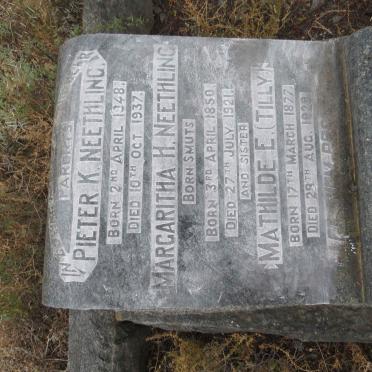 IN
PARENTS
PIETER K. NEETHLING
BORN 2ND APRIL 1848.
DIED 10TH OCT. 1937.
MARGARITHA H. NEETHLING
BORN SMUTS
BORN 3RD APRIL 1850.
DIED 27TH JULY 1921.
AND SISTER
MATHILDE E. (TILLY)
BORN 17TH MARCH 1877.
DIED 29TH AUG.